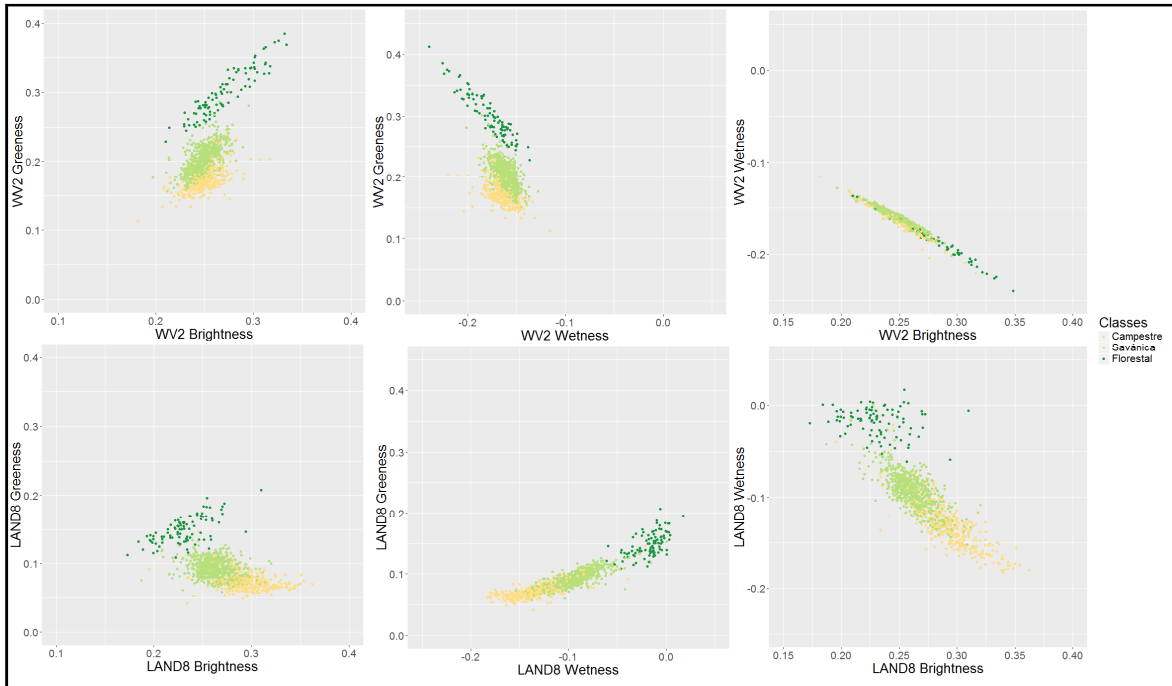 0.4
0.3
0.2
0.1
0.0
WV2 Greeness
0.1 0.2 0.3 0.4
WV2 Brightness
0.4
0.3
0.2
0.1
0.0
WV2 Greeness
-0.2 -0.1 0.0
WV2 Wetness
0.0
-0.1
-0.2
WV2 Wetness
0.15 0.20 0.25 0.30 0.35 0.40
WV2 Brightness
Classes
Campestre
Savânica
Florestal
0.4
0.3
0.2
0.1
0.0
LAND8 Greeness
0.1 0.2 0.3 0.4
LAND8 Brightness
0.4
0.3
0.2
0.1
0.0
LAND8 Greeness
-0.2 -0.1 0.0
LAND8 Wetness
0.0
-0.1
-0.2
LAND8 Wetness
0.15 0.20 0.25 0.30 0.35 0.40
LAND8 Brightness